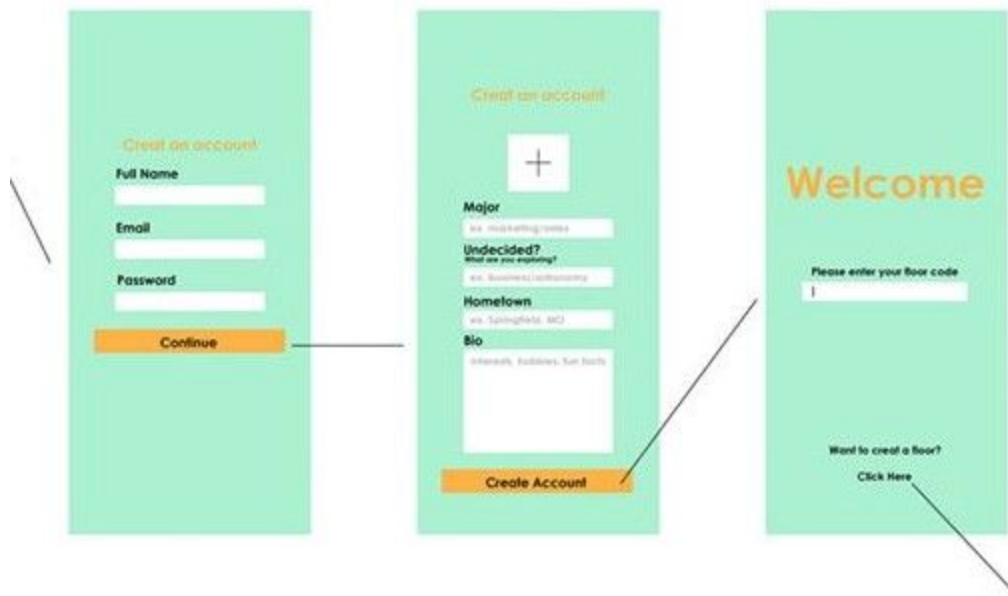 Creat an account
Full Name
Email
Password
Continue
Creat an account
Major
ex. marketing/sales
Undecided?
What are you exploring?
ex. business/astronomy
Hometown
ex. Springfield, MO
Bio
interests, hobbies, fun facts
Create Account
Welcome
Please enter your floor code
Want to creat a floor?
Click Here